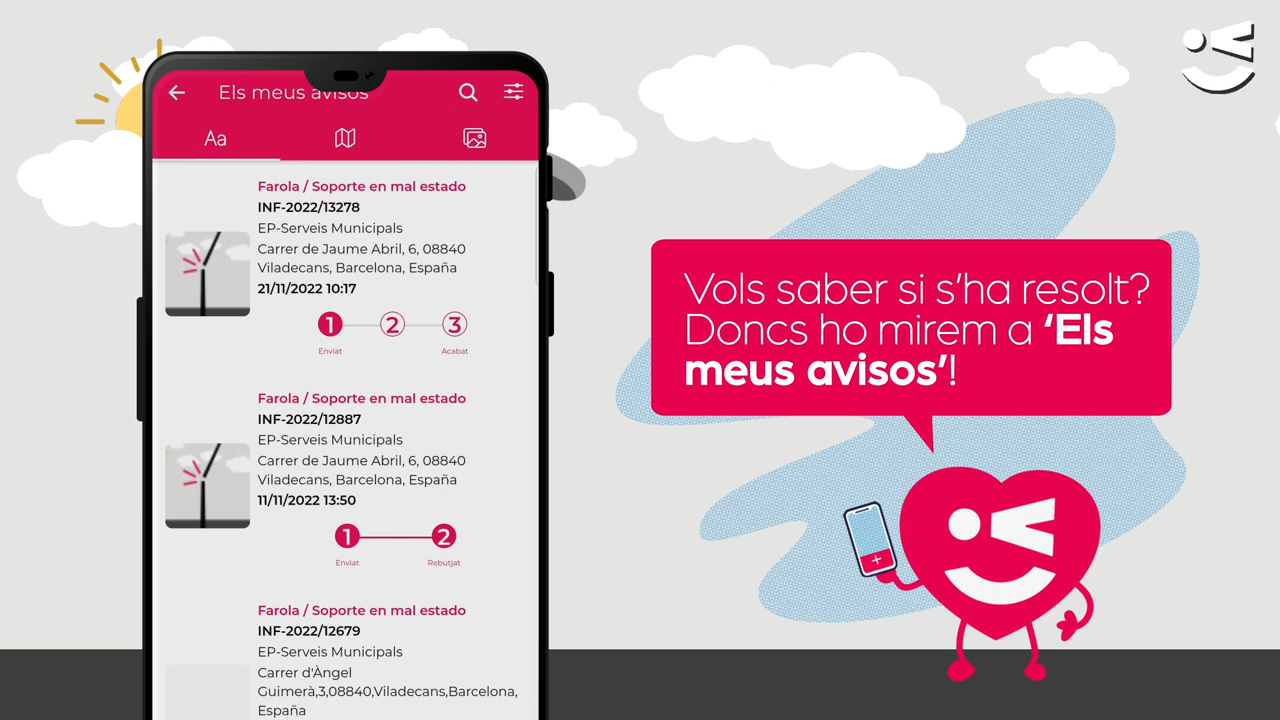 Els meus avisos
Aa
Farola / Soporte en mal estado
INF-2022/13278
EP-Serveis Municipals
Carrer de Jaume Abril, 6, 08840
Viladecans, Barcelona, España
21/11/2022 10:17
1 2 3
Enviat Acabat
Farola / Soporte en mal estado
INF-2022/12887
EP-Serveis Municipals
Carrer de Jaume Abril, 6, 08840
Viladecans, Barcelona, España
11/11/2022 13:50
1 2
Enviat Rebutjat
Farola / Soporte en mal estado
INF-2022/12679
EP-Serveis Municipals
Carrer d'Àngel
Guimerà,3,08840,Viladecans,Barcelona,
España
Vols saber si s'ha resolt?
Doncs ho mirem a ‘Els
meus avisos’!